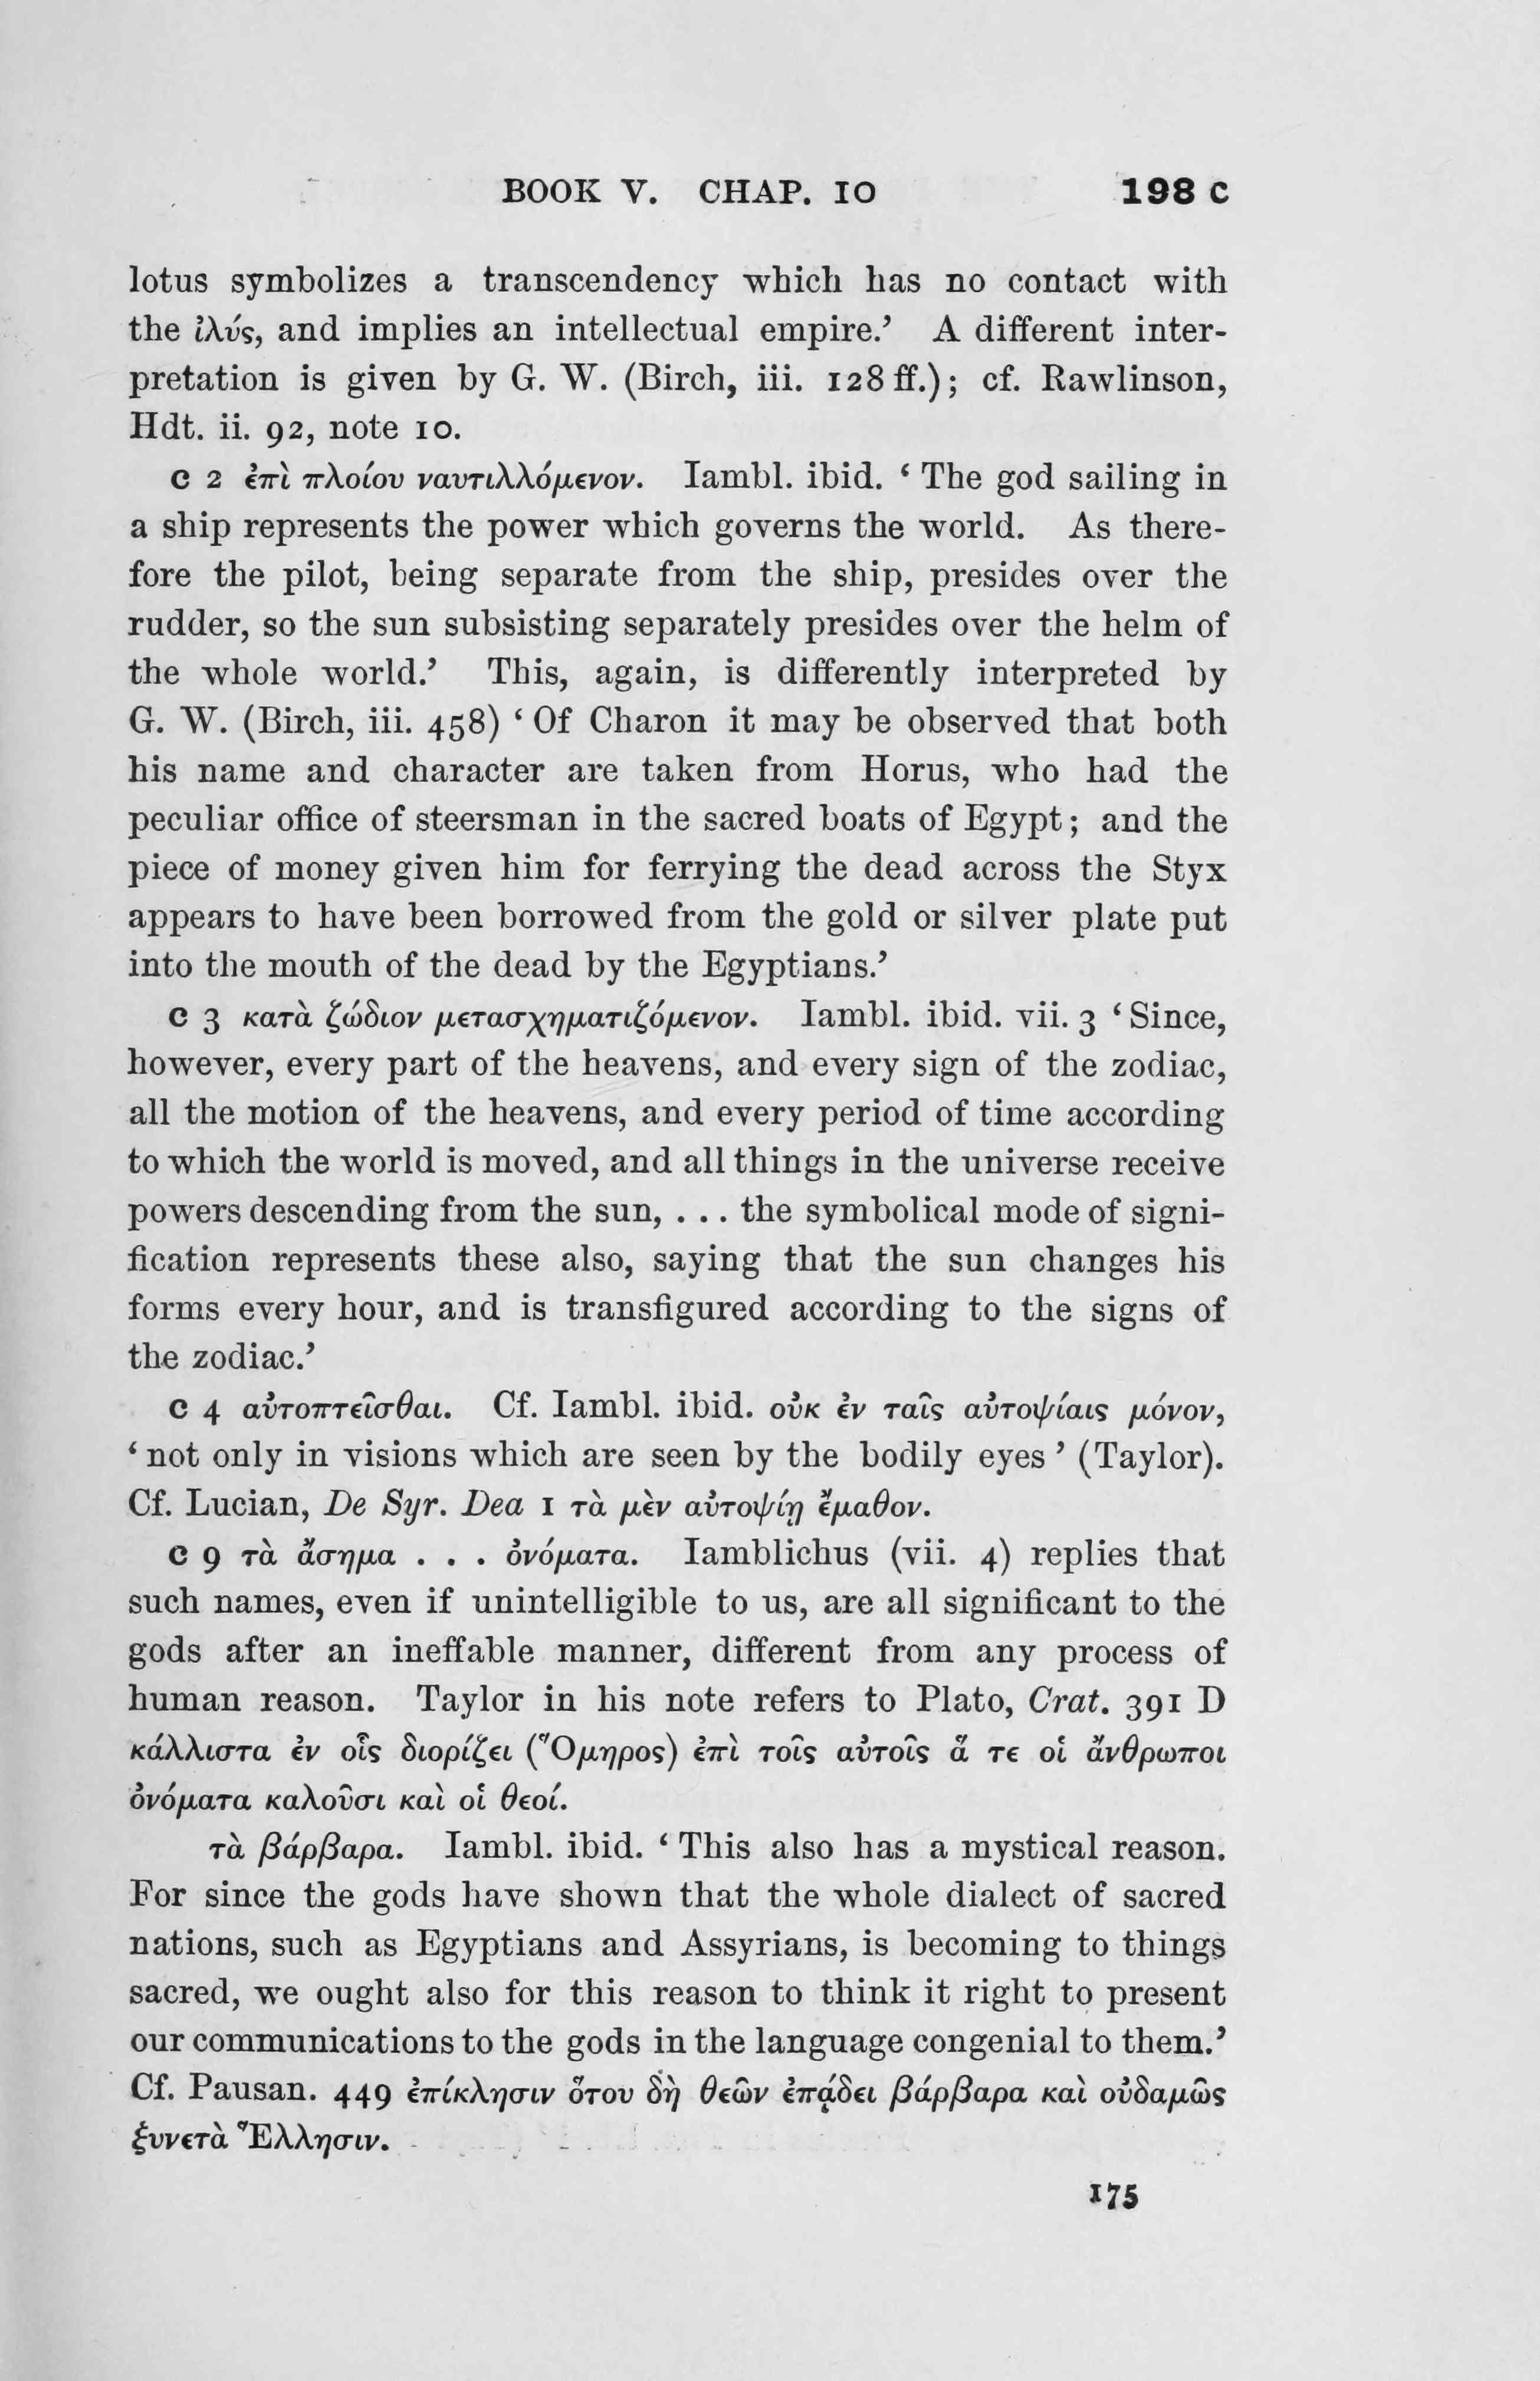 BOOK V. CHAP. 10 198 C
lotus symbolizes a transcendency which has no contact with
the ἰλύς, and implies an intellectual empire.’ A different inter-
pretation is given by G. W. (Birch, iii. 128 ff.); cf. Rawlinson,
Hdt. ii. 92, note 10.
C 2 ἐπὶ πλοίου ναυτιλλόμενον. Iambl. ibid. ‘ The god sailing in
a ship represents the power which governs the world. As there-
fore the pilot, being separate from the ship, presides over the
rudder, so the sun subsisting separately presides over the helm of
the whole world.’ This, again, is differently interpreted by
G. W. (Birch, iii. 458) ‘ Of Charon it may be observed that both
his name and character are taken from Horus, who had the
peculiar office of steersman in the sacred boats of Egypt; and the
piece of money given him for ferrying the dead across the Styx
appears to have been borrowed from the gold or silver plate put
into the mouth of the dead by the Egyptians.’
C 3 κατὰ ζώδιον μετασχηματιζόμενον. Iambl. ibid. vii. 3 ‘ Since,
however, every part of the heavens, and every sign of the zodiac,
all the motion of the heavens, and every period of time according
to which the world is moved, and all things in the universe receive
powers descending from the sun, . . . the symbolical mode of signi-
fication represents these also, saying that the sun changes his
forms every hour, and is transfigured according to the signs of
the zodiac.’
C 4 αὐτοπτεῖσθαι. Cf. Iambl. ibid. οὐκ ἐν ταῖς αὐτοψίαις μόνον,
‘ not only in visions which are seen by the bodily eyes ’ (Taylor).
Cf. Lucian, De Syr. Dea 1 τὰ μὲν αὐτοψίῃ ἔμαθον.
C 9 τὰ ἄσημα . . . ὀνόματα. Iamblichus (vii. 4) replies that
such names, even if unintelligible to us, are all significant to the
gods after an ineffable manner, different from any process of
human reason. Taylor in his note refers to Plato, Crat. 391 D
κάλλιστα ἐν οἷς διορίζει (Ὅμηρος) ἐπὶ τοῖς αὐτοῖς ἅ τε οἱ ἄνθρωποι
ὀνόματα καλοῦσι καὶ οἱ θεοί.
τὰ βάρβαρα. Iambl. ibid. ‘ This also has a mystical reason.
For since the gods have shown that the whole dialect of sacred
nations, such as Egyptians and Assyrians, is becoming to things
sacred, we ought also for this reason to think it right to present
our communications to the gods in the language congenial to them.’
Cf. Pausan. 449 ἐπίκλησιν ὅτου δὴ θεῶν ἐπᾴδει βάρβαρα καὶ οὐδαμῶς
ξυνετὰ Ἕλλησιν.
175